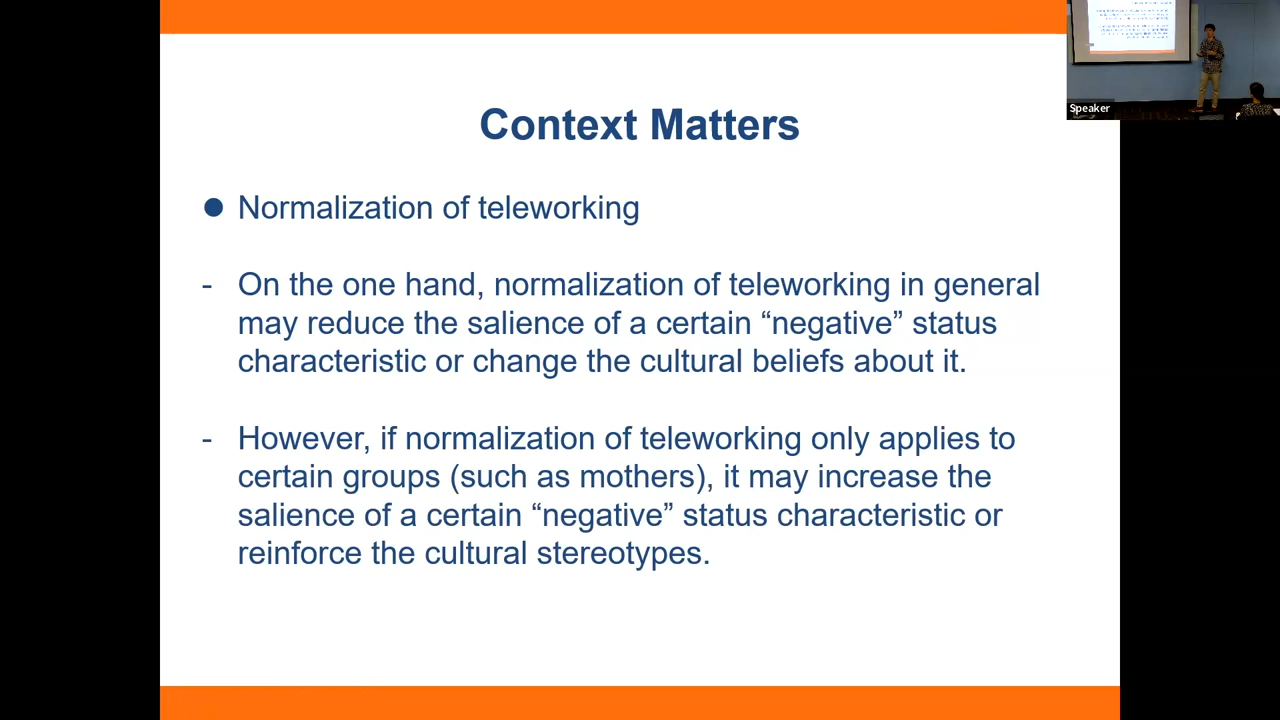 Context Matters
● Normalization of teleworking
- On the one hand, normalization of teleworking in general
may reduce the salience of a certain “negative” status
characteristic or change the cultural beliefs about it.
- However, if normalization of teleworking only applies to
certain groups (such as mothers), it may increase the
salience of a certain “negative” status characteristic or
reinforce the cultural stereotypes.
Speaker